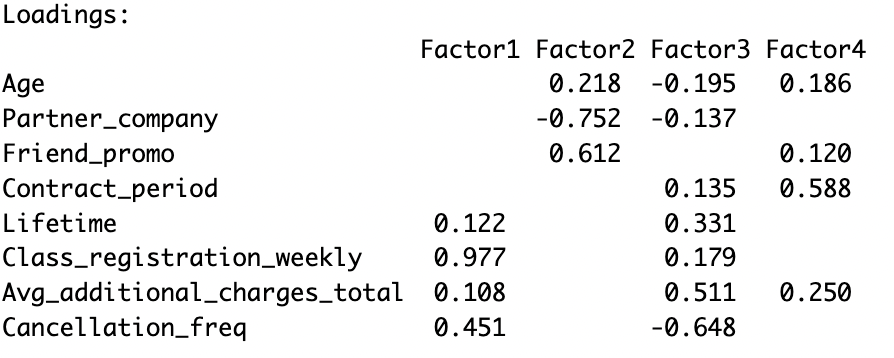 Loadings:
Factor1 Factor2 Factor3 Factor4
Age 0.218 -0.195 0.186
Partner_company -0.752 -0.137
Friend_promo 0.612 0.120
Contract_period 0.135 0.588
Lifetime 0.122 0.331
Class_registration_weekly 0.977 0.179
Avg_additional_charges_total 0.108 0.511 0.250
Cancellation_freq 0.451 -0.648